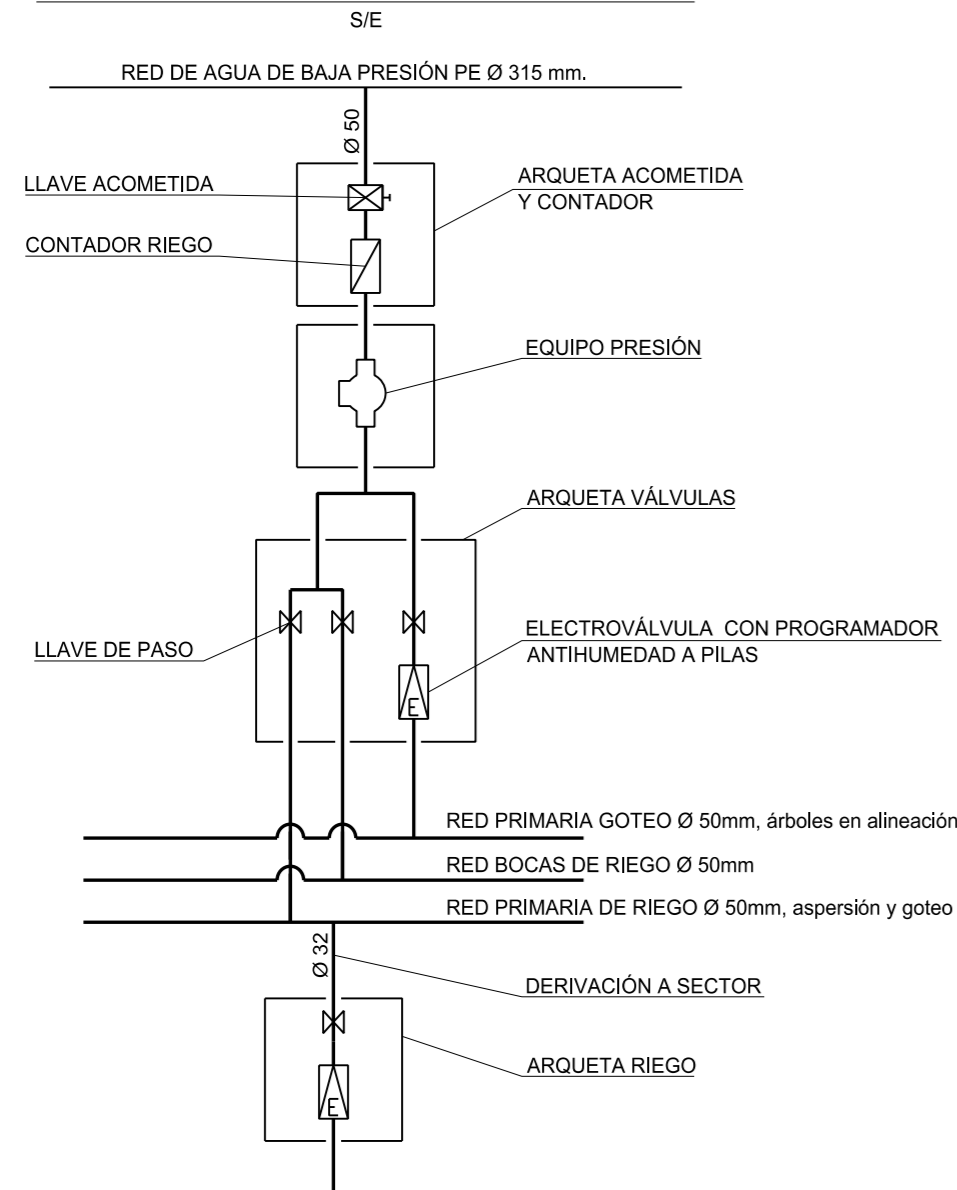 S/E
RED DE AGUA DE BAJA PRESIÓN PE Ø 315 mm.
Ø 50
LLAVE ACOMETIDA
ARQUETA ACOMETIDA
Y CONTADOR
CONTADOR RIEGO
EQUIPO PRESIÓN
ARQUETA VÁLVULAS
LLAVE DE PASO
ELECTROVÁLVULA CON PROGRAMADOR
ANTIHUMEDAD A PILAS
E
RED PRIMARIA GOTEO Ø 50mm, árboles en alineación
RED BOCAS DE RIEGO Ø 50mm
RED PRIMARIA DE RIEGO Ø 50mm, aspersión y goteo
Ø 32
DERIVACIÓN A SECTOR
ARQUETA RIEGO
E